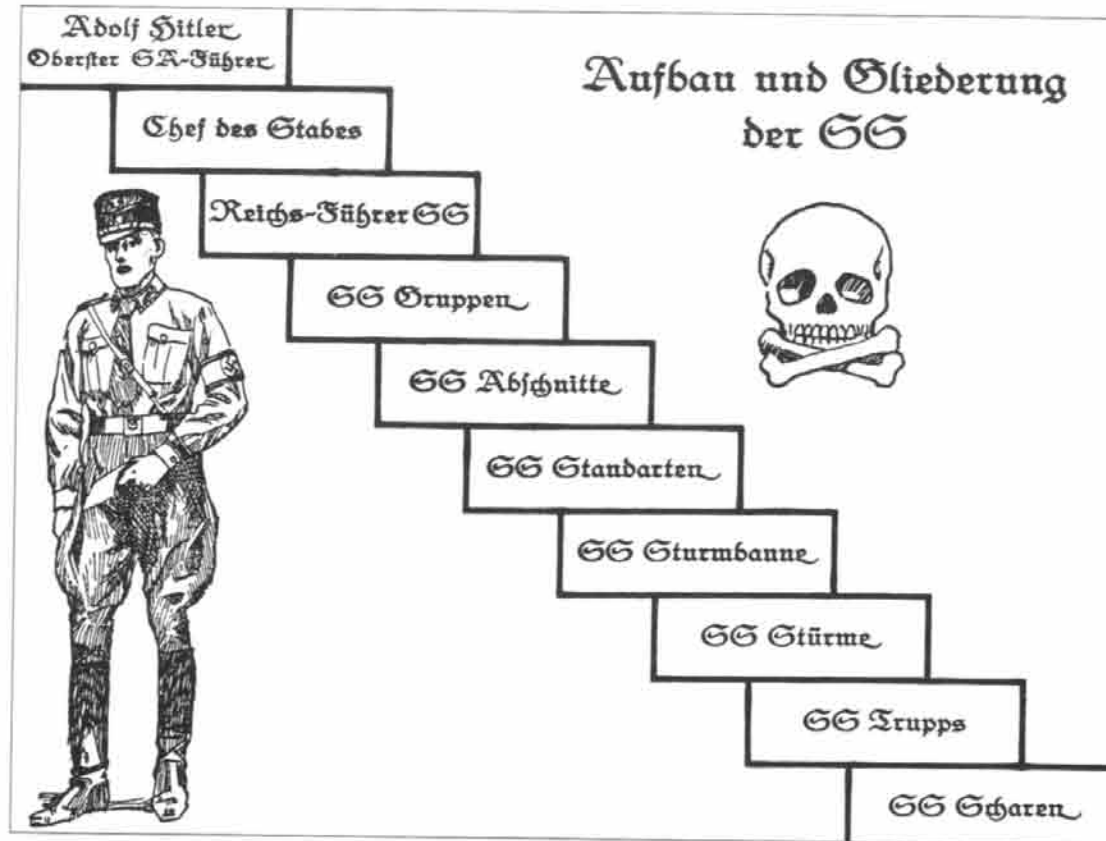 Adolf Hitler
Oberster SA-Führer
Aufbau und Gliederung
der SS
Chef des Stabes
Reichs-Führer SS
SS Gruppen
SS Abschnitte
SS Standarten
SS Sturmbanne
SS Stürme
SS Trupps
SS Scharen